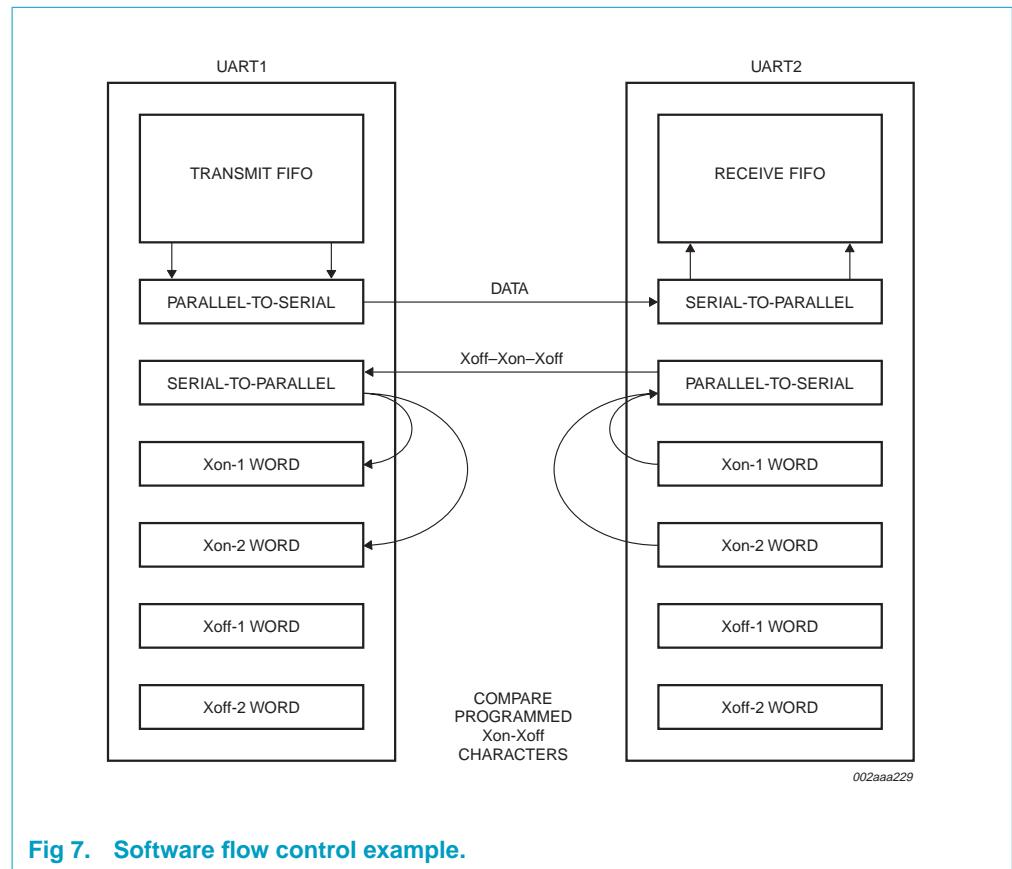 UART1
UART2
TRANSMIT FIFO
RECEIVE FIFO
PARALLEL-TO-SERIAL
DATA
SERIAL-TO-PARALLEL
Xoff–Xon–Xoff
SERIAL-TO-PARALLEL
PARALLEL-TO-SERIAL
Xon-1 WORD
Xon-1 WORD
Xon-2 WORD
Xon-2 WORD
Xoff-1 WORD
Xoff-1 WORD
Xoff-2 WORD
Xoff-2 WORD
COMPARE
PROGRAMMED
Xon-Xoff
CHARACTERS
002aaa229
Fig 7. Software flow control example.